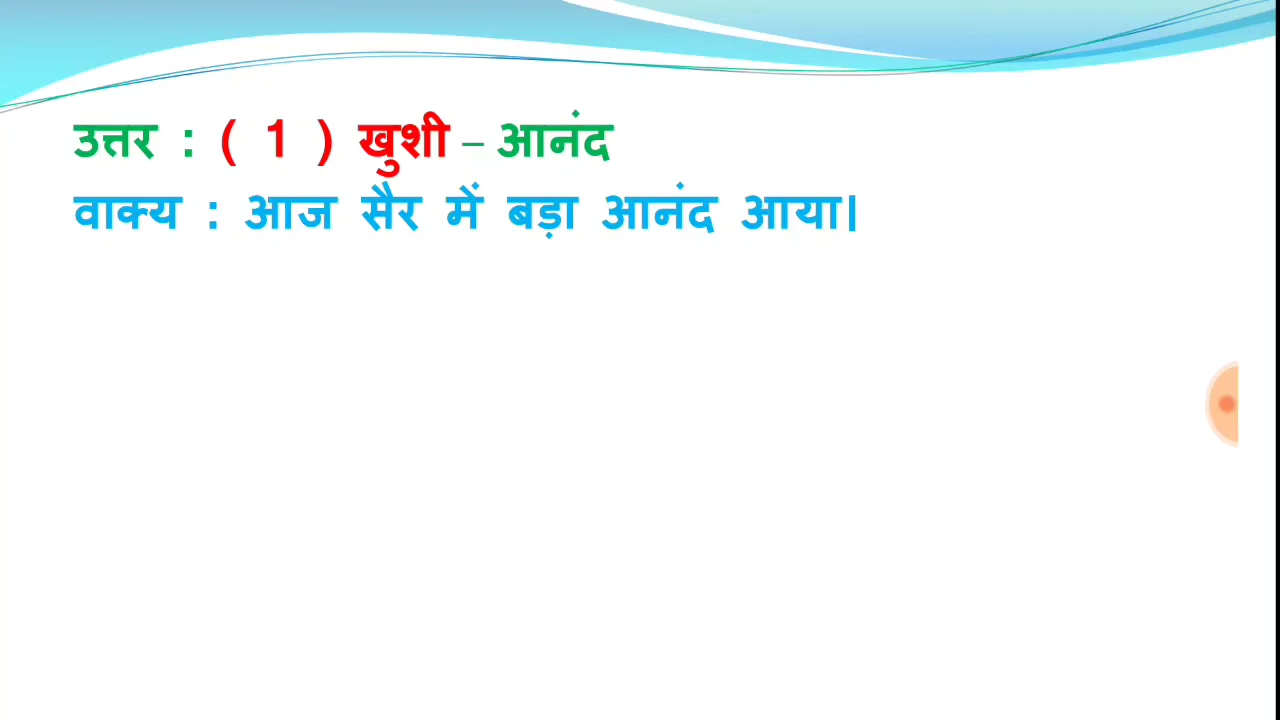 उत्तर : ( 1 ) खुशी – आनंद
वाक्य : आज सैर में बड़ा आनंद आया।